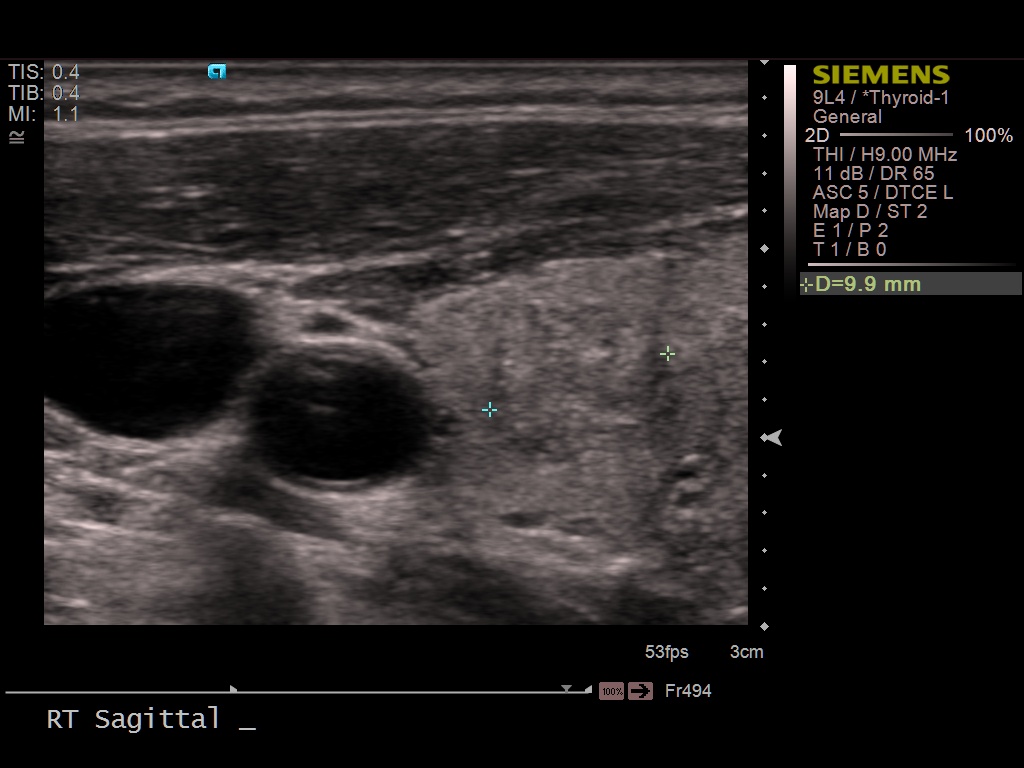 TIS: 0.4
TIB: 0.4
MI: 1.1
SIEMENS
9L4 / *Thyroid-1
General
2D 100%
THI / H9.00 MHz
11 dB / DR 65
ASC 5 / DTCE L
Map D / ST 2
E 1 / P 2
T 1 / B 0
D=9.9 mm
53fps 3cm
100% Fr494
RT Sagittal _